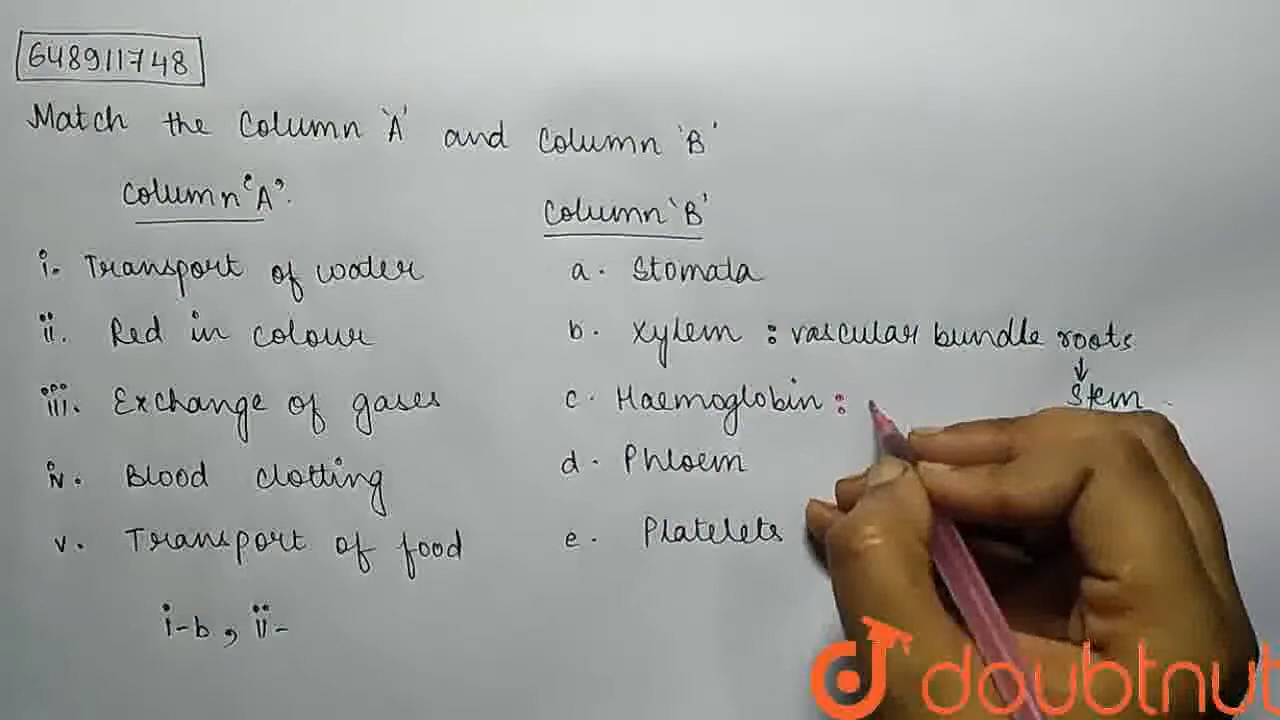 648911748
Match the Column 'A' and Column 'B'
Column 'A'.
Column 'B'
i. Transport of water
a. Stomata
ii. Red in colour
b. Xylem : vascular bundle roots
↓
Stem.
iii. Exchange of gases
c. Haemoglobin :
iv. Blood clotting
d. Phloem
v. Transport of food
e. Platelets
i-b, ii-
doubtnut